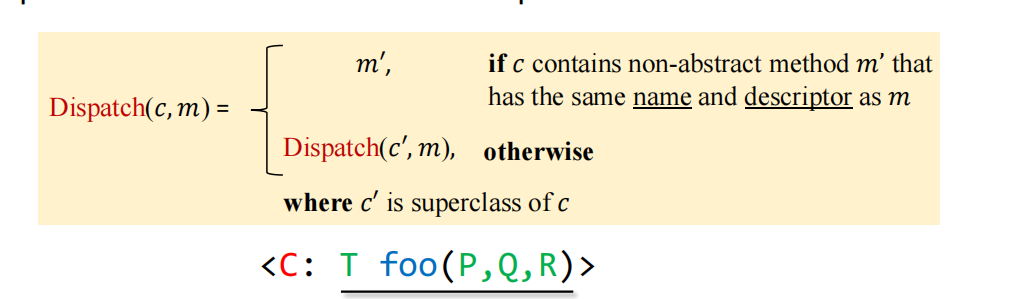 m′, if c contains non-abstract method m’ that
has the same name and descriptor as m
Dispatch(c, m) =
Dispatch(c′, m), otherwise
where c′ is superclass of c
<C: T foo(P,Q,R)>